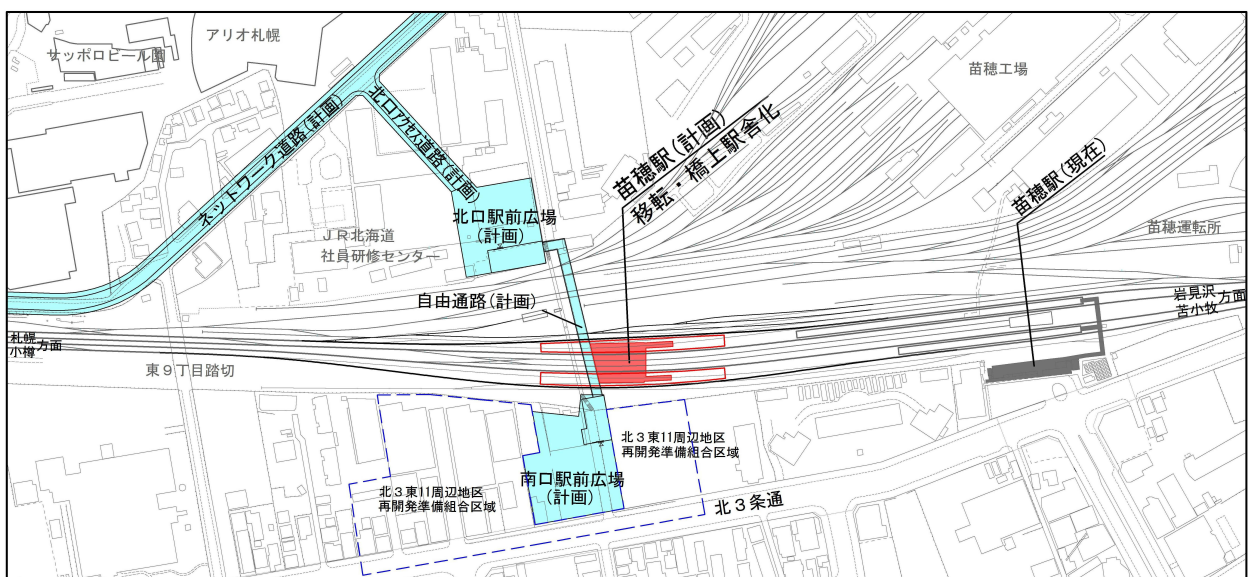 アリオ札幌
サッポロビール園
苗穂工場
ネットワーク道路(計画)
北口アクセス道路(計画)
苗穂駅(計画)
移転・橋上駅舎化
苗穂駅(現在)
北口駅前広場
(計画)
JR北海道
社員研修センター
苗穂運転所
自由通路(計画)
岩見沢
苫小牧
方面
札幌
小樽
方面
東9丁目踏切
北3東11周辺地区
再開発準備組合区域
南口駅前広場
(計画)
北3東11周辺地区
再開発準備組合区域
北3条通